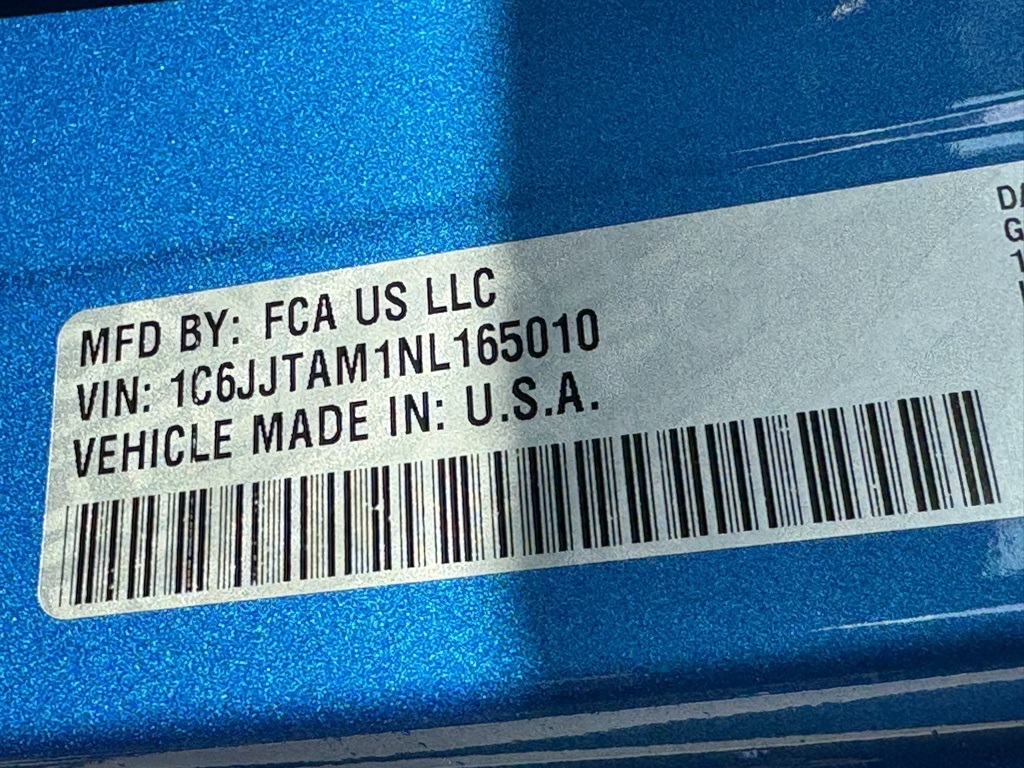 MFD BY: FCA US LLC
VIN: 1C6JJTAM1NL165010
VEHICLE MADE IN: U.S.A.